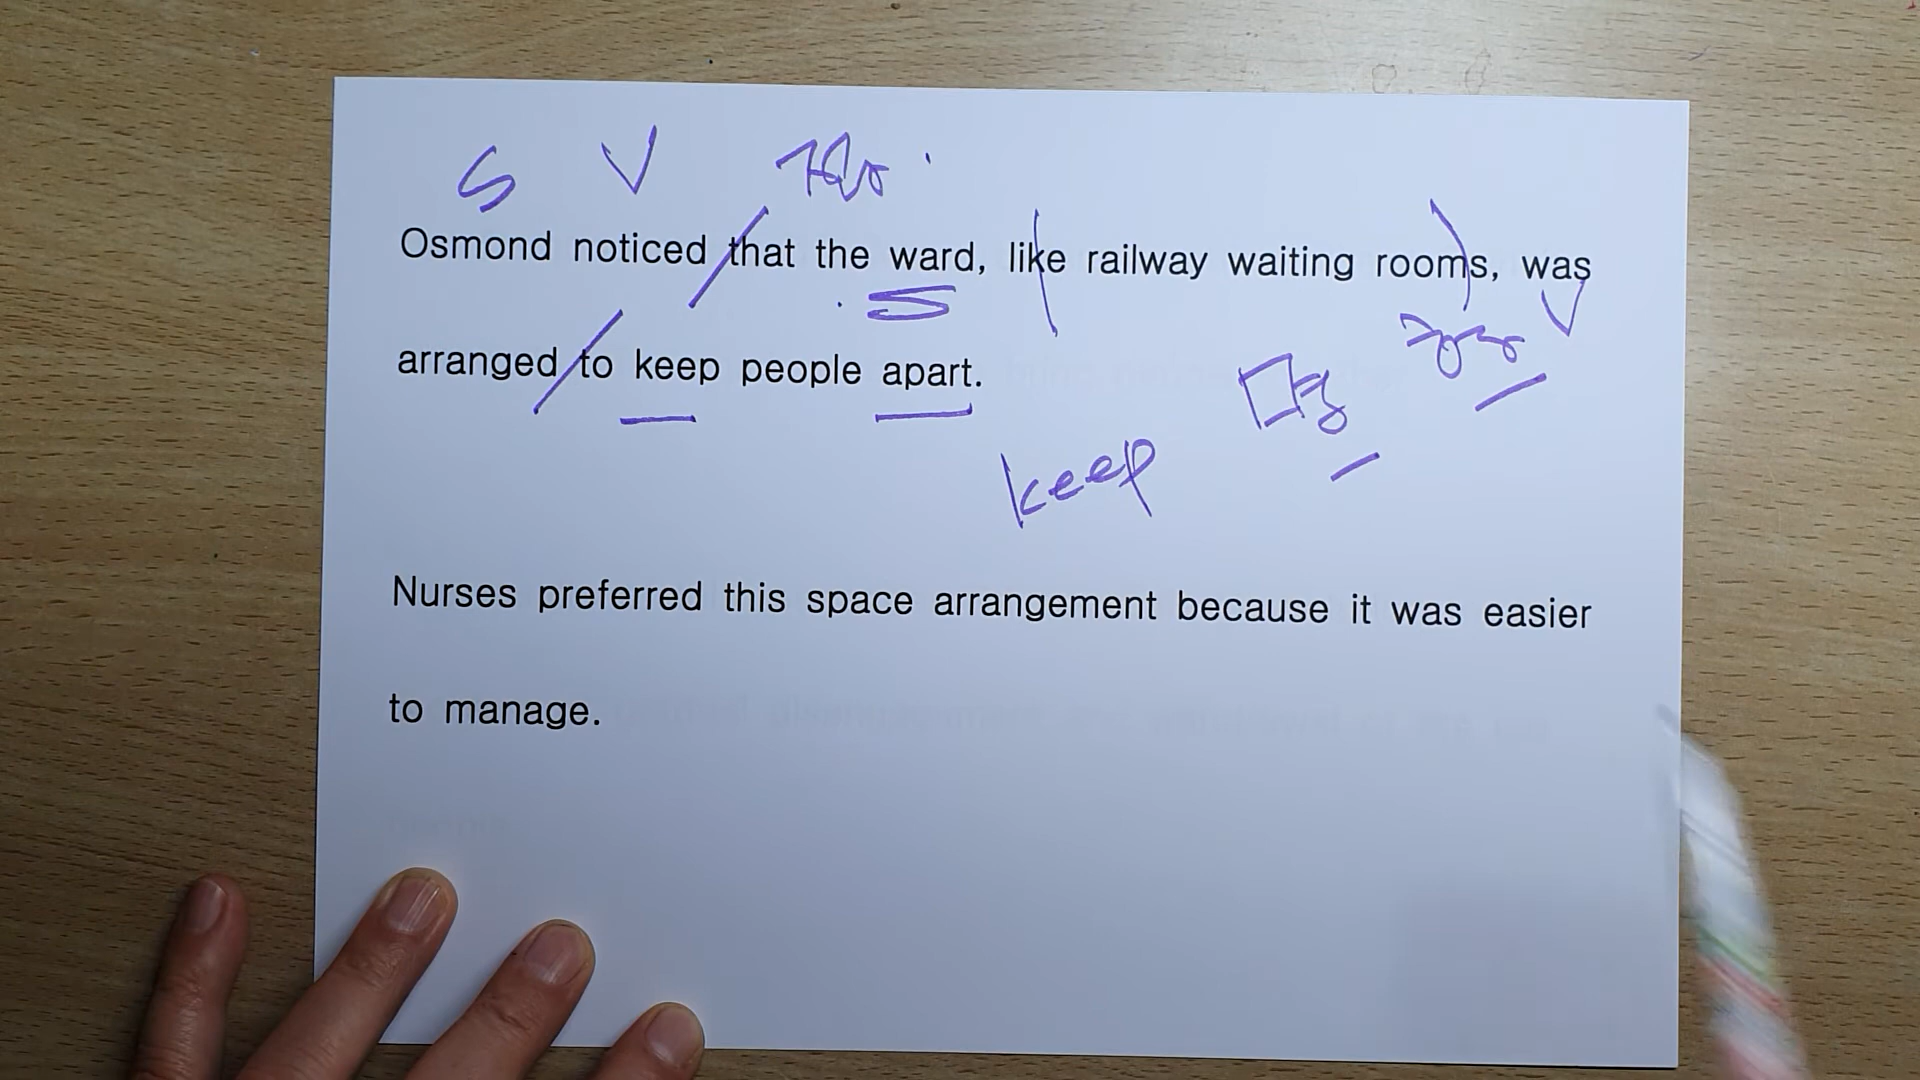 S V
Osmond noticed that the ward, like railway waiting rooms, was
S V
arranged to keep people apart.
keep
Nurses preferred this space arrangement because it was easier
to manage.